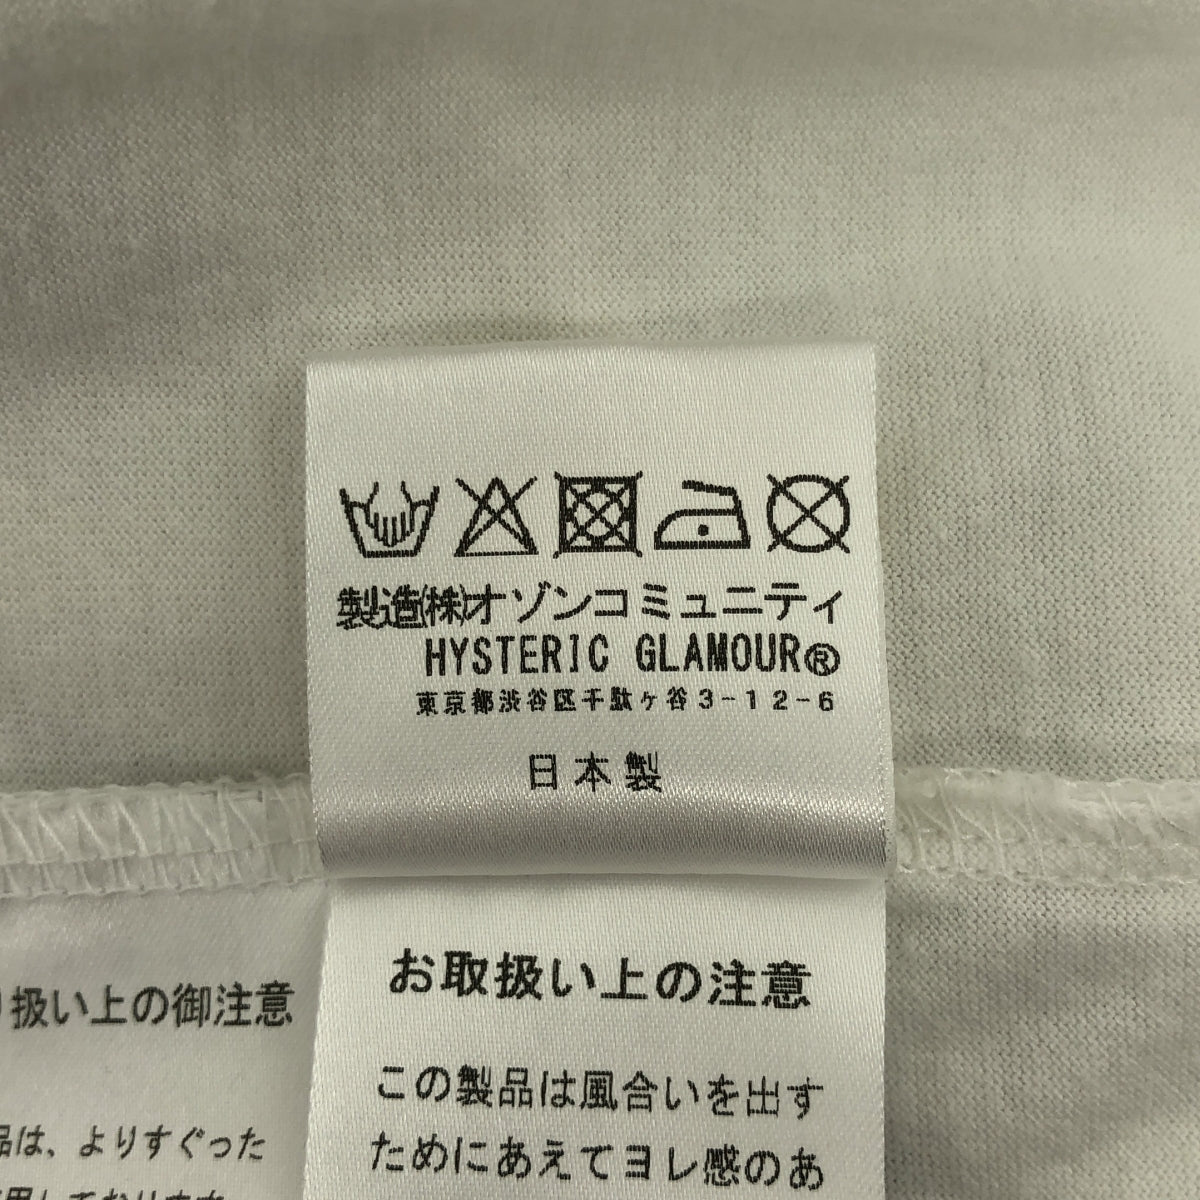 製造(株)オゾンコミュニティ
HYSTERIC GLAMOUR®
東京都渋谷区千駄ヶ谷3-12-6
日本製
お取扱い上の注意
この製品は風合いを出す
ためにあえてヨレ感のあ
り扱い上の御注意
品は、よりすぐった